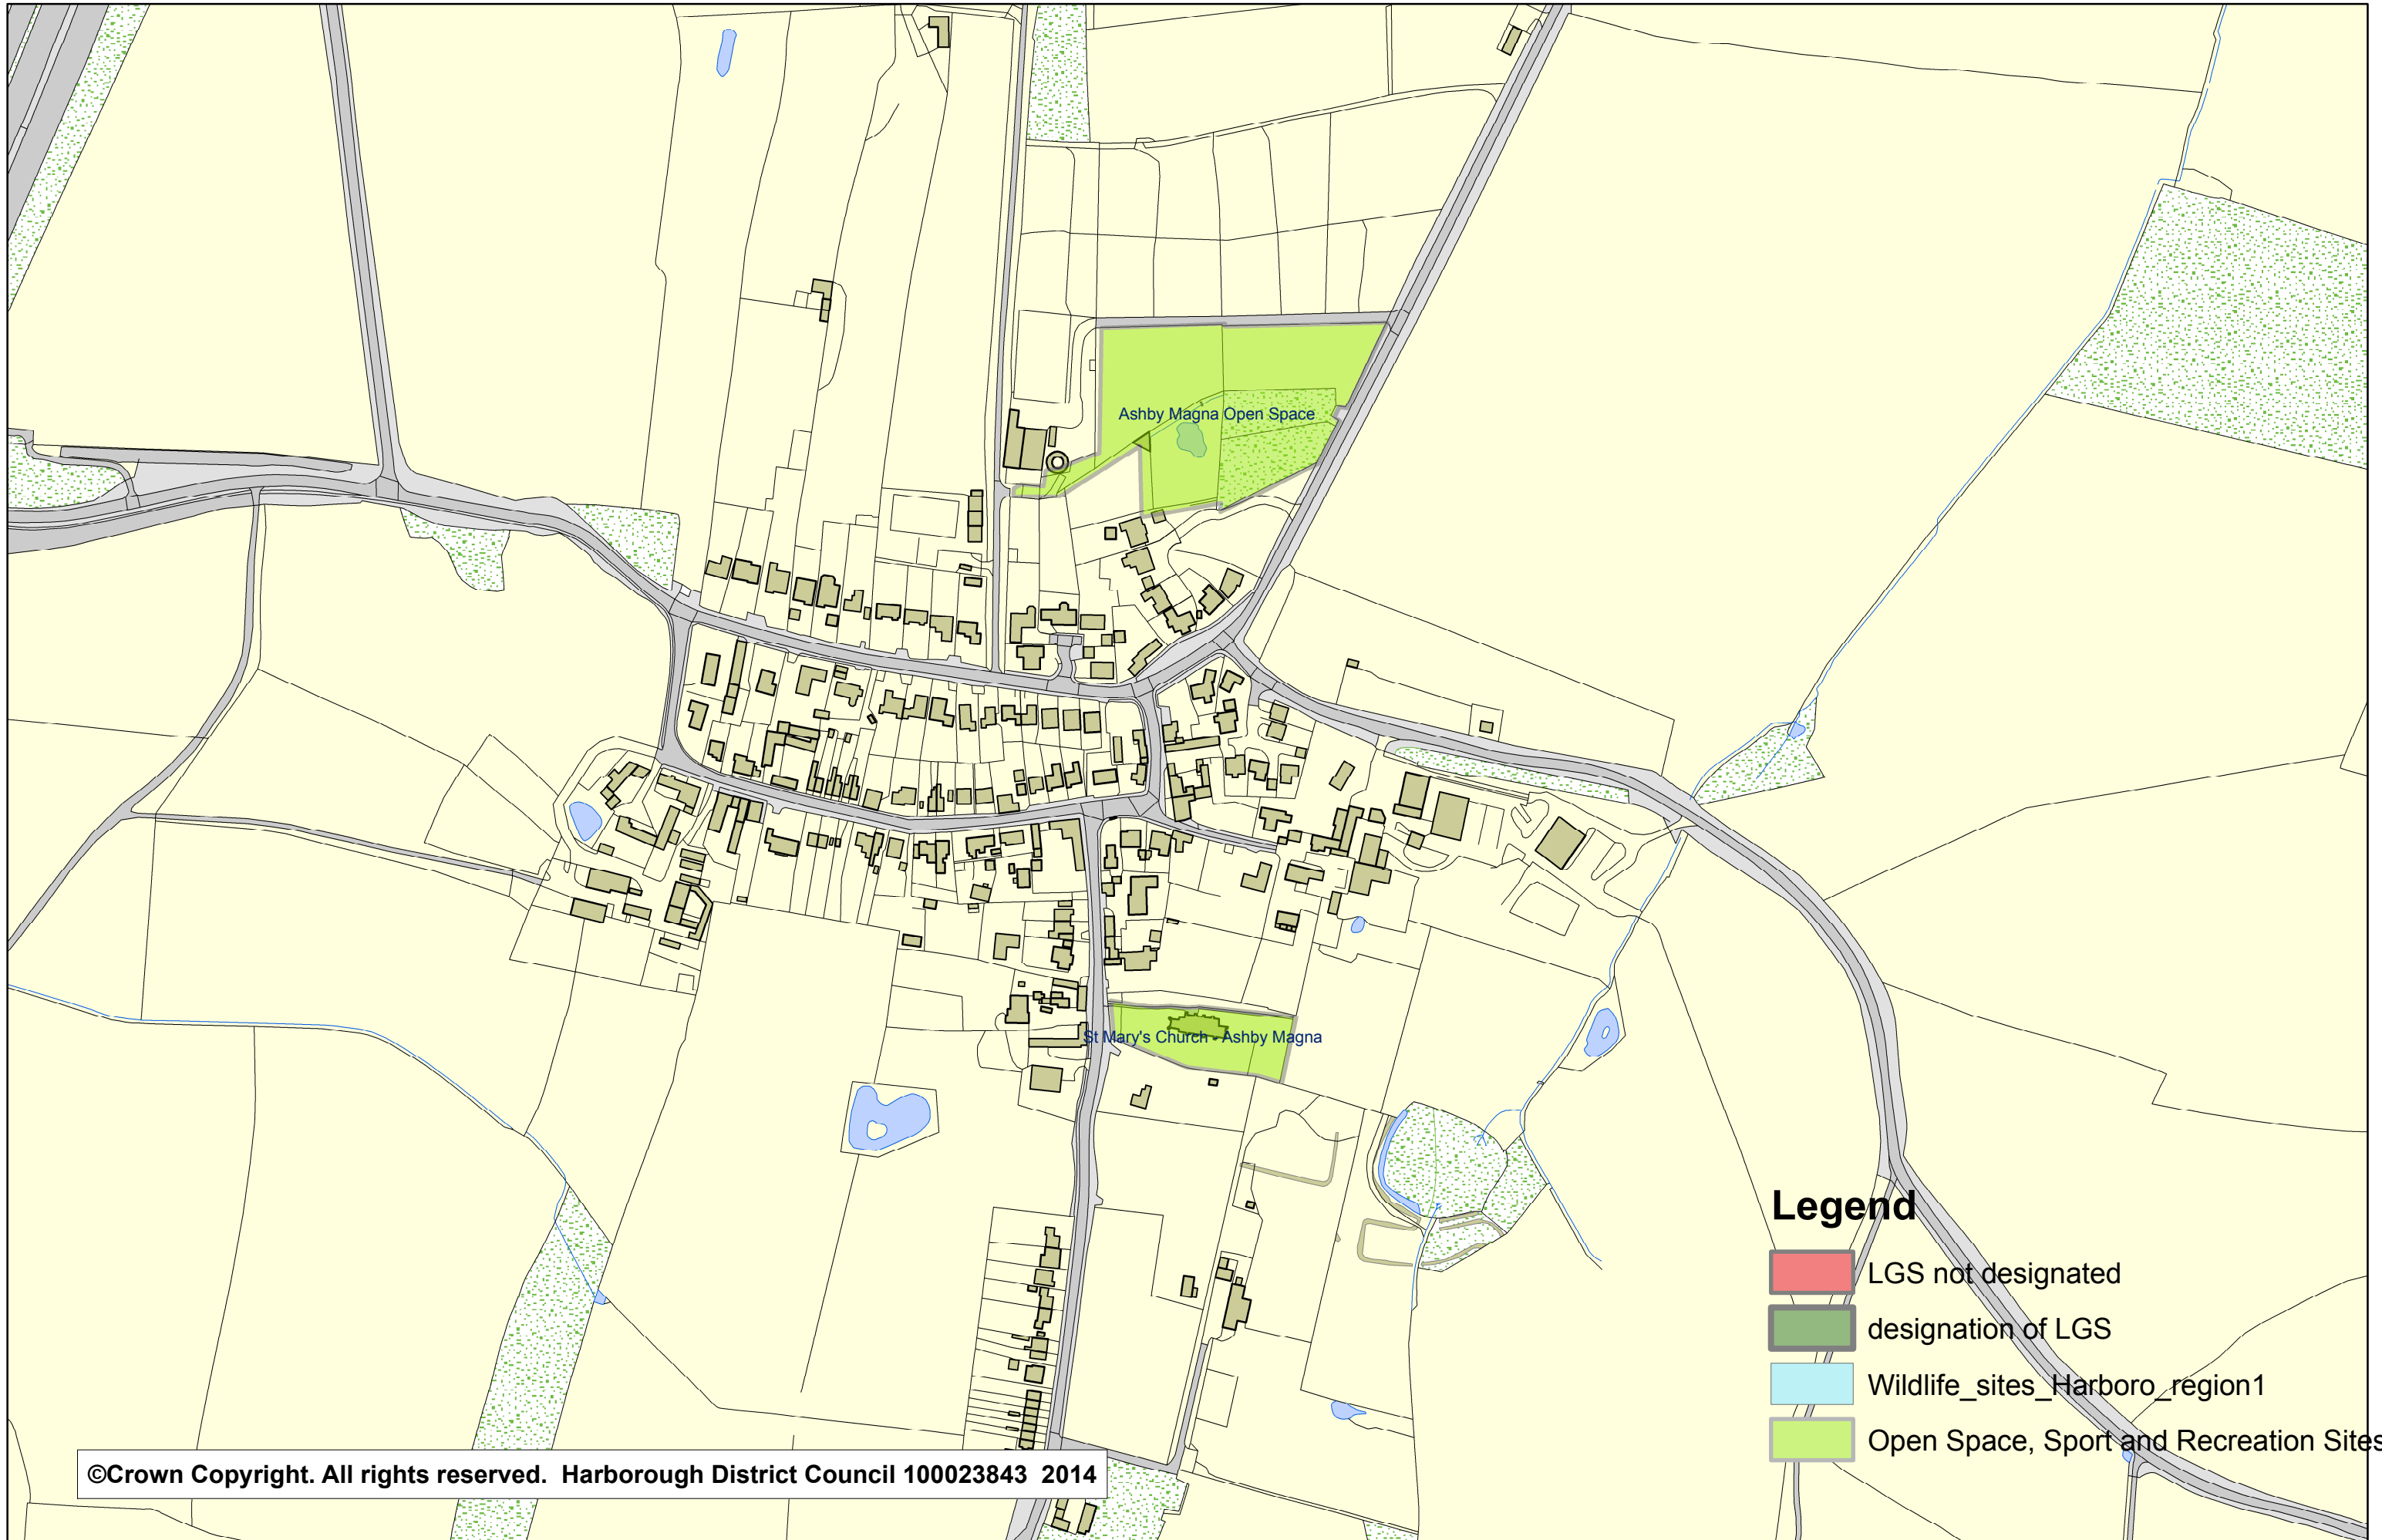 Ashby Magna Open Space
St Mary's Church - Ashby Magna
Legend
LGS not designated
designation of LGS
Wildlife_sites_Harboro_region1
Open Space, Sport and Recreation Sites
©Crown Copyright. All rights reserved. Harborough District Council 100023843 2014